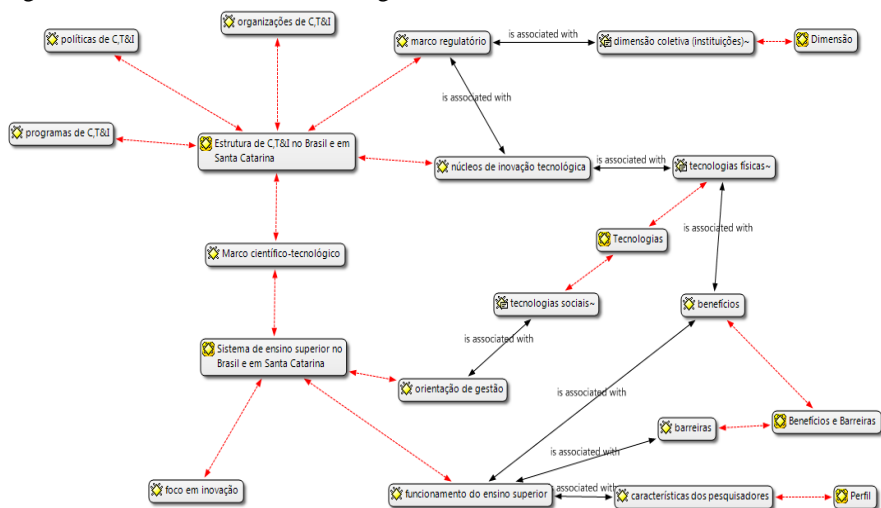 organizações de C,T&I
políticas de C,T&I
marco regulatório
is associated with
dimensão coletiva (instituições)~
Dimensão
is associated with
programas de C,T&I
Estrutura de C,T&I no Brasil e em
Santa Catarina
núcleos de inovação tecnológica
is associated with
tecnologias físicas~
Tecnologias
is associated with
Marco científico-tecnológico
tecnologias sociais~
benefícios
is associated with
Sistema de ensino superior no
Brasil e em Santa Catarina
orientação de gestão
is associated with
Benefícios e Barreiras
barreiras
is associated with
foco em inovação
funcionamento do ensino superior
is associated with
características dos pesquisadores
Perfil